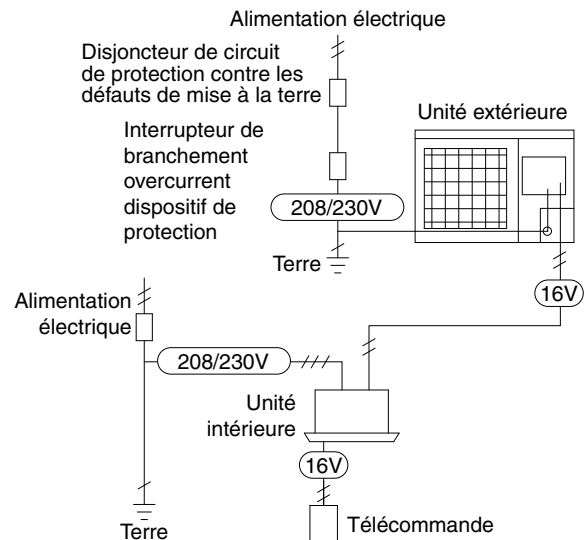 Alimentation électrique
Disjoncteur de circuit
de protection contre les
défauts de mise à la terre
Unité extérieure
Interrupteur de
branchement
overcurrent
dispositif de
protection
208/230V
Terre
16V
Alimentation
électrique
208/230V
Unité
intérieure
16V
Terre
Télécommande